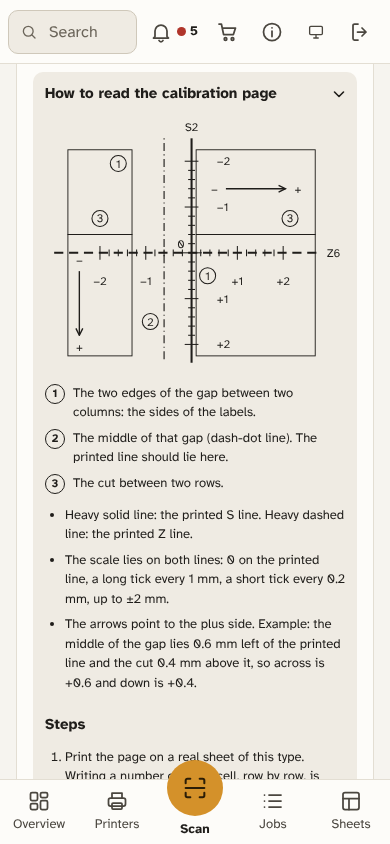 Search
5
How to read the calibration page
S2
1
−2
−
+
−1
3
3
0
Z6
−
−2
−1
1
+1
+2
+1
2
+
+2
1 The two edges of the gap between two
columns: the sides of the labels.
2 The middle of that gap (dash-dot line). The
printed line should lie here.
3 The cut between two rows.
• Heavy solid line: the printed S line. Heavy dashed
line: the printed Z line.
• The scale lies on both lines: 0 on the printed
line, a long tick every 1 mm, a short tick every 0.2
mm, up to ±2 mm.
• The arrows point to the plus side. Example: the
middle of the gap lies 0.6 mm left of the printed
line and the cut 0.4 mm above it, so across is
+0.6 and down is +0.4.
Steps
1. Print the page on a real sheet of this type.
Writing a number cell, row by row, is
Overview
Printers
Scan
Jobs
Sheets